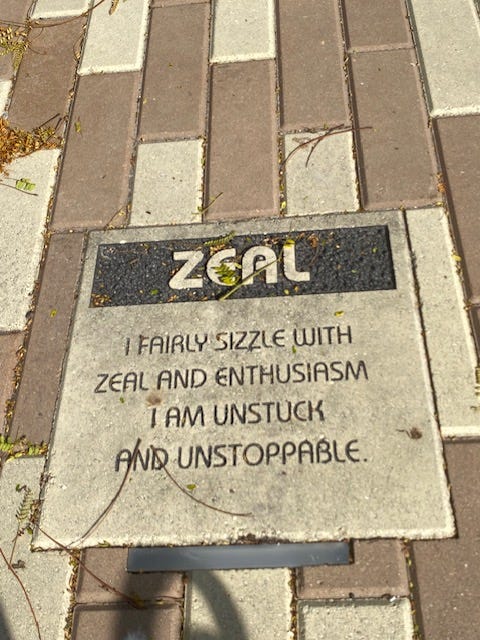 ZEAL
I FAIRLY SIZZLE WITH
ZEAL AND ENTHUSIASM
I AM UNSTUCK
AND UNSTOPPABLE.